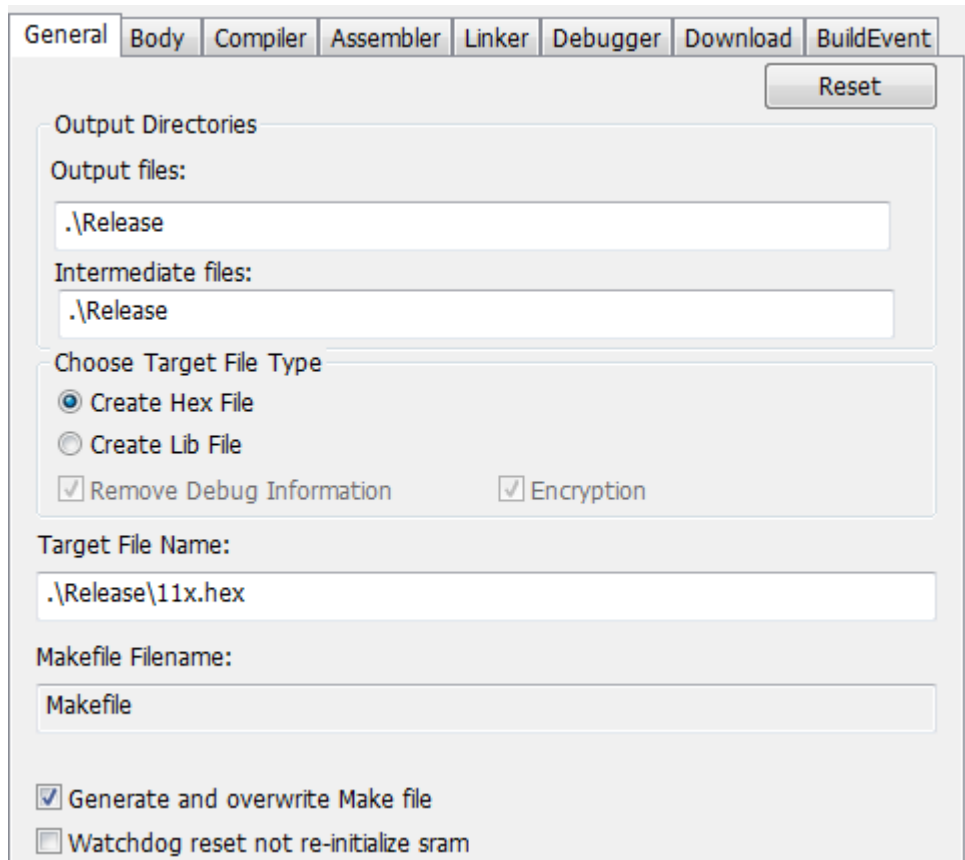 General Body Compiler Assembler Linker Debugger Download BuildEvent
Reset
Output Directories
Output files:
.\Release
Intermediate files:
.\Release
Choose Target File Type
Create Hex File
Create Lib File
Remove Debug Information Encryption
Target File Name:
.\Release\11x.hex
Makefile Filename:
Makefile
Generate and overwrite Make file
Watchdog reset not re-initialize sram